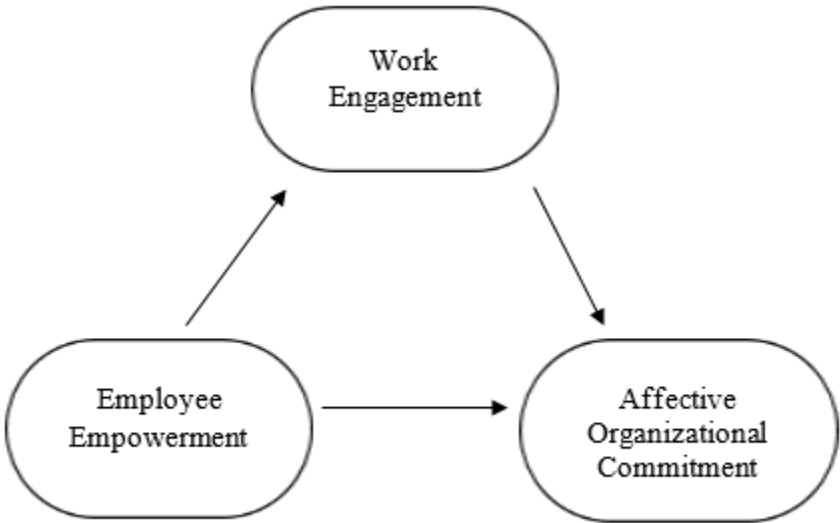 Work
Engagement
Employee
Empowerment
Affective
Organizational
Commitment